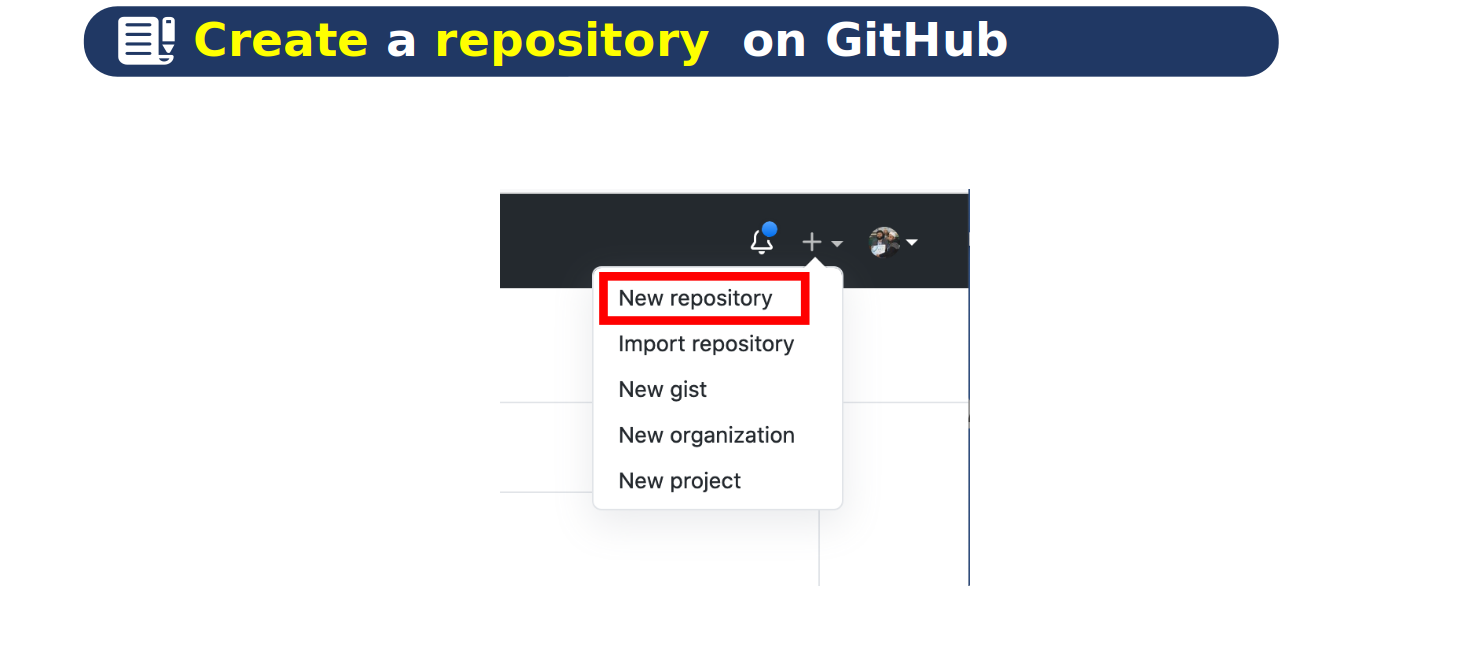 Create a repository on GitHub
New repository
Import repository
New gist
New organization
New project